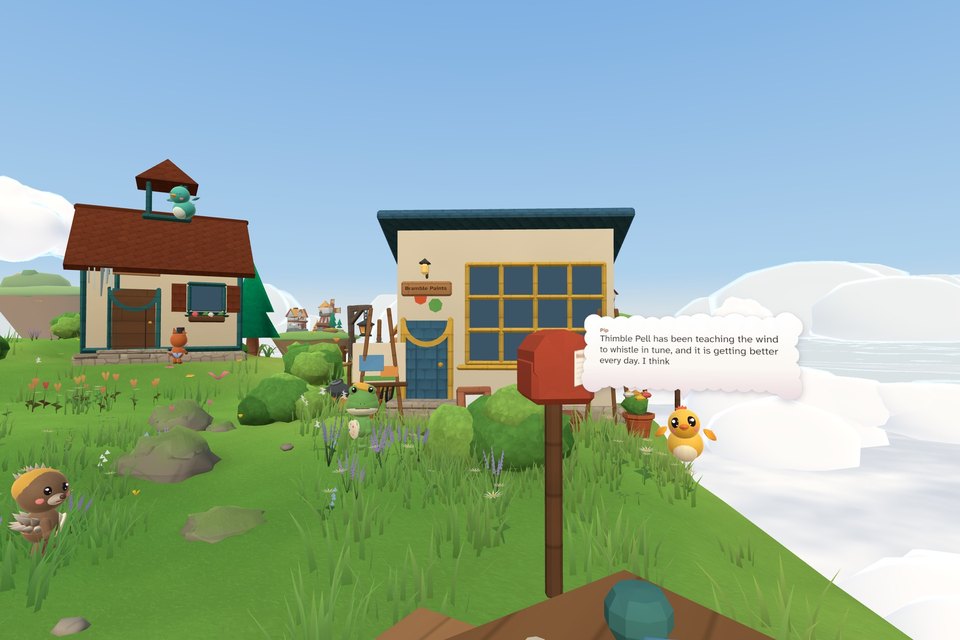 Bramble Paints
Pip
Thimble Pell has been teaching the wind
to whistle in tune, and it is getting better
every day. I think